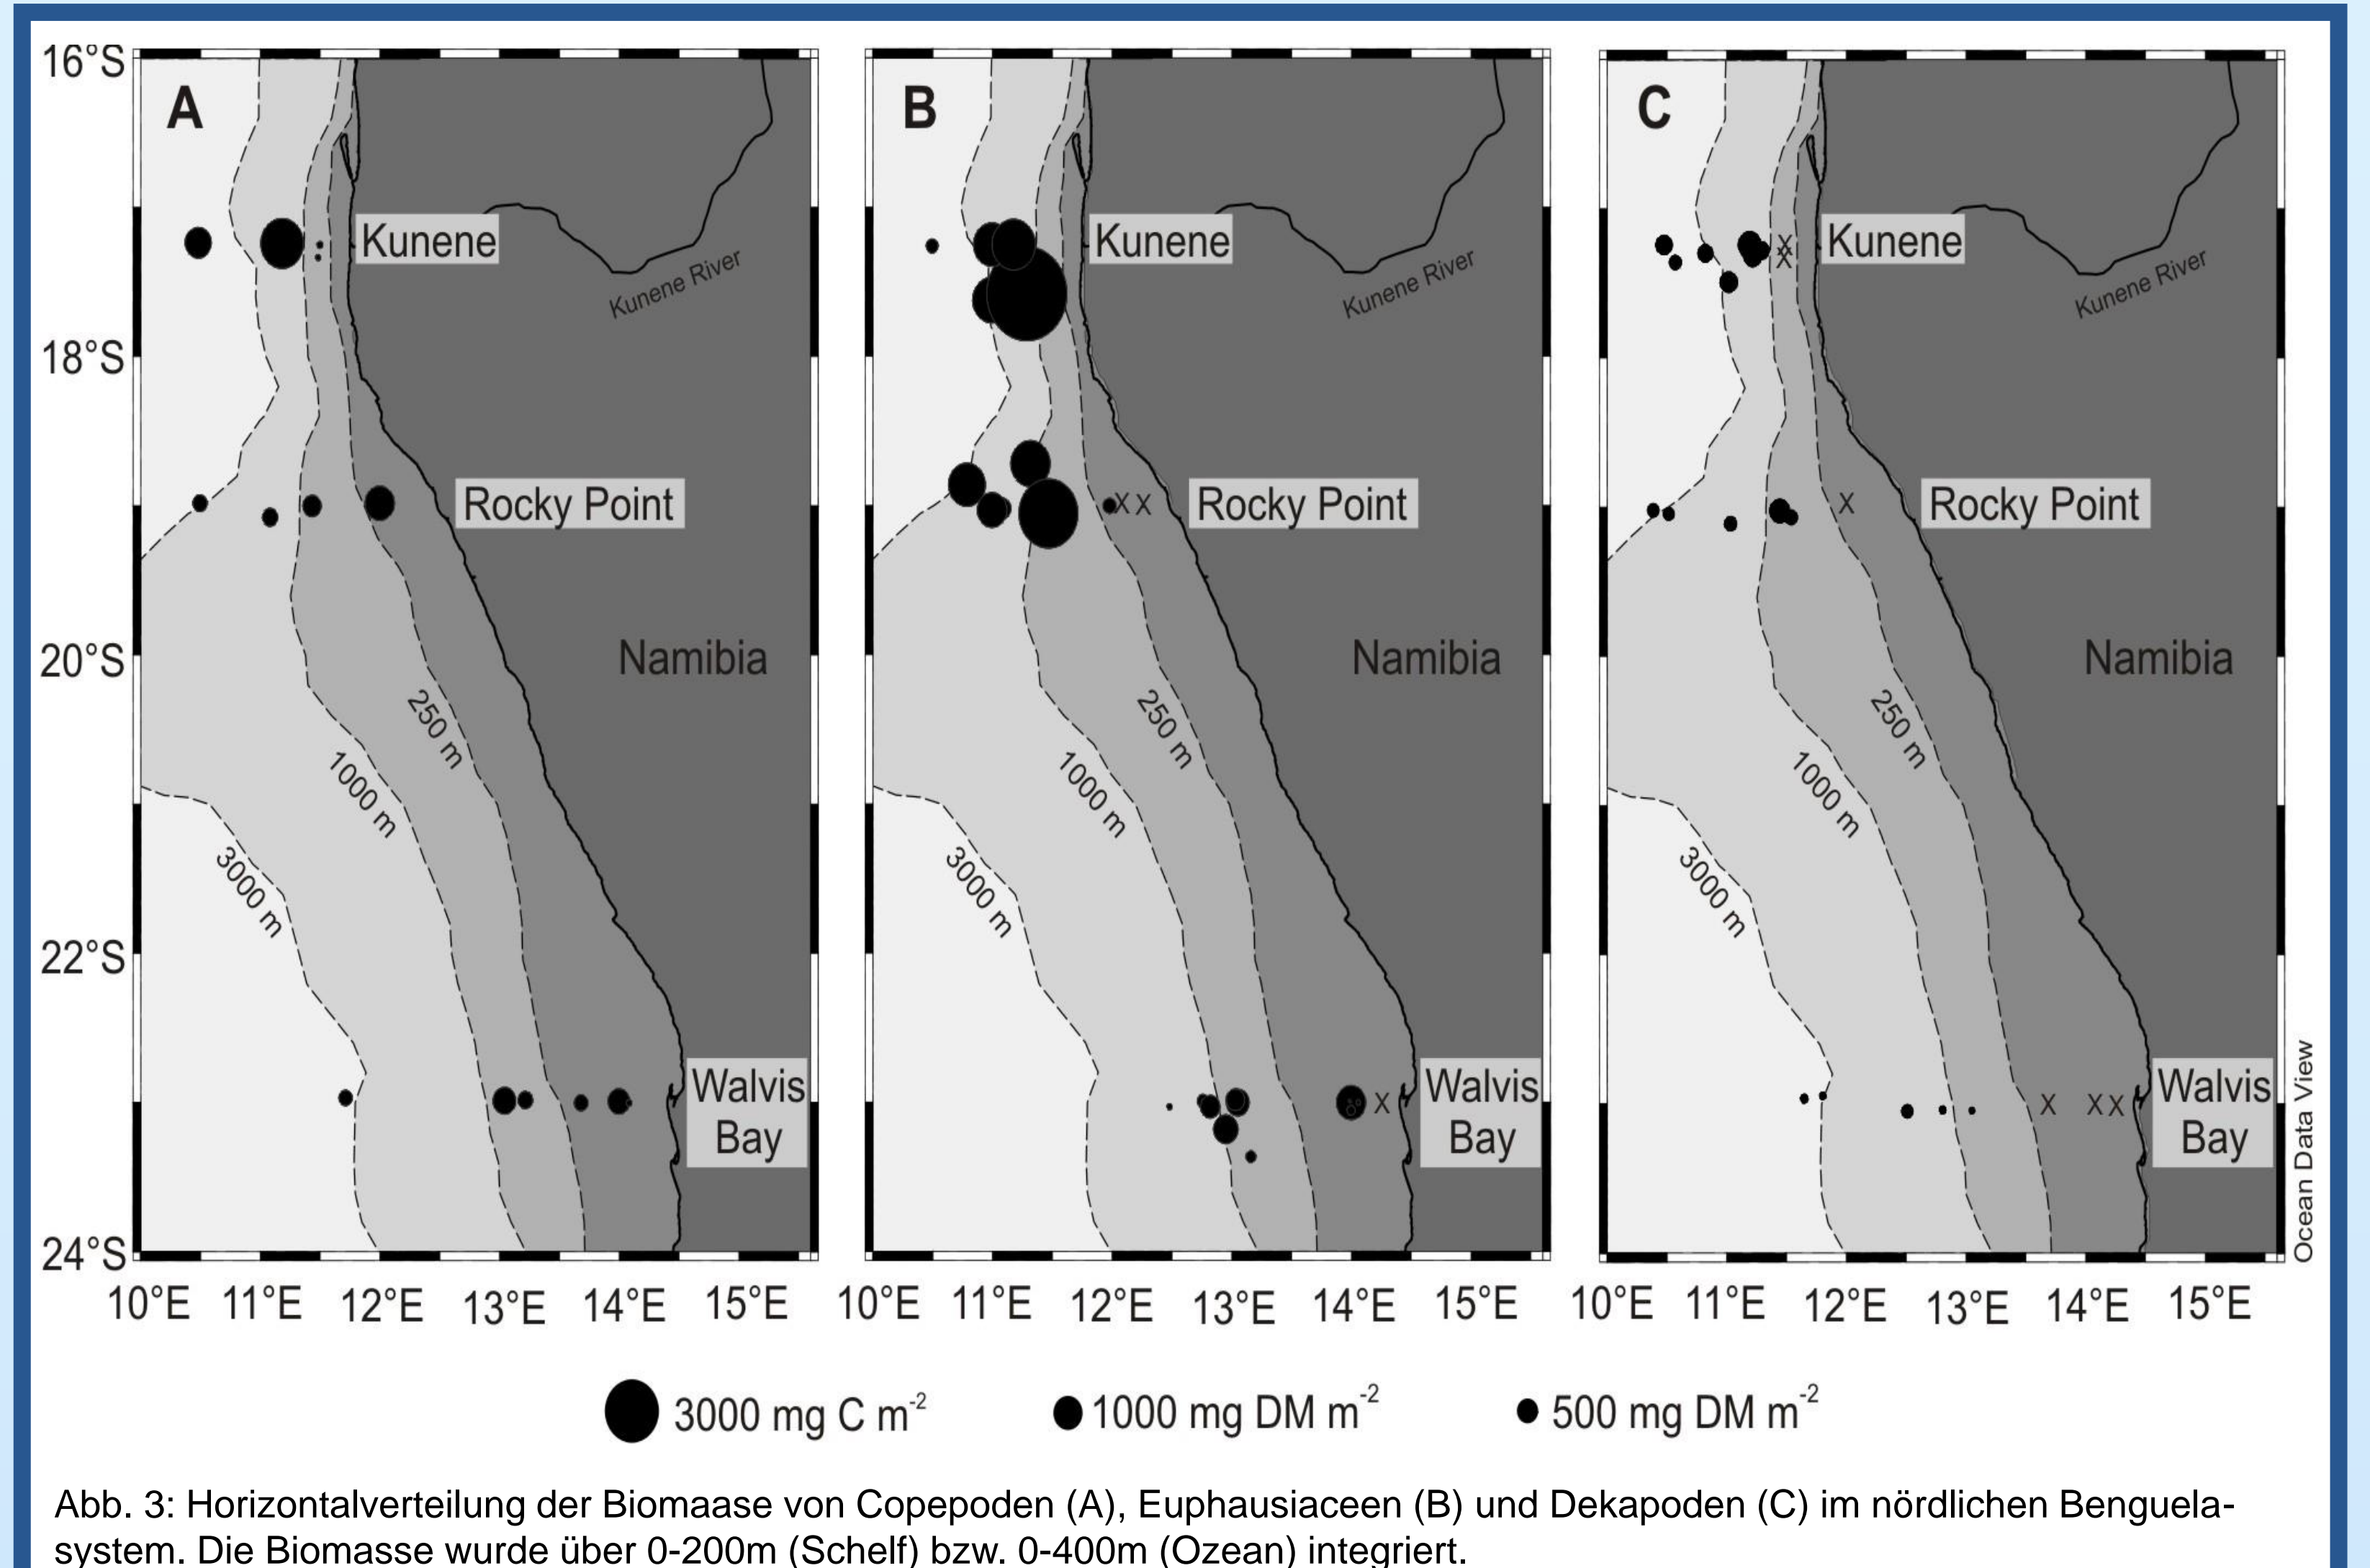 16°S
18°S
20°S
22°S
24°S
A
Kunene
Kunene River
Rocky Point
Namibia
250 m
1000 m
3000 m
Walvis
Bay
10°E 11°E 12°E 13°E 14°E 15°E
B
Kunene
Kunene River
X X
Rocky Point
Namibia
250 m
1000 m
3000 m
X
Walvis
Bay
10°E 11°E 12°E 13°E 14°E 15°E
C
X
X
X
Kunene
Kunene River
X
Rocky Point
Namibia
250 m
1000 m
3000 m
X X X
Walvis
Bay
10°E 11°E 12°E 13°E 14°E 15°E
Ocean Data View
3000 mg C m⁻² 1000 mg DM m⁻² 500 mg DM m⁻²
Abb. 3: Horizontalverteilung der Biomaase von Copepoden (A), Euphausiaceen (B) und Dekapoden (C) im nördlichen Benguela-
system. Die Biomasse wurde über 0-200m (Schelf) bzw. 0-400m (Ozean) integriert.